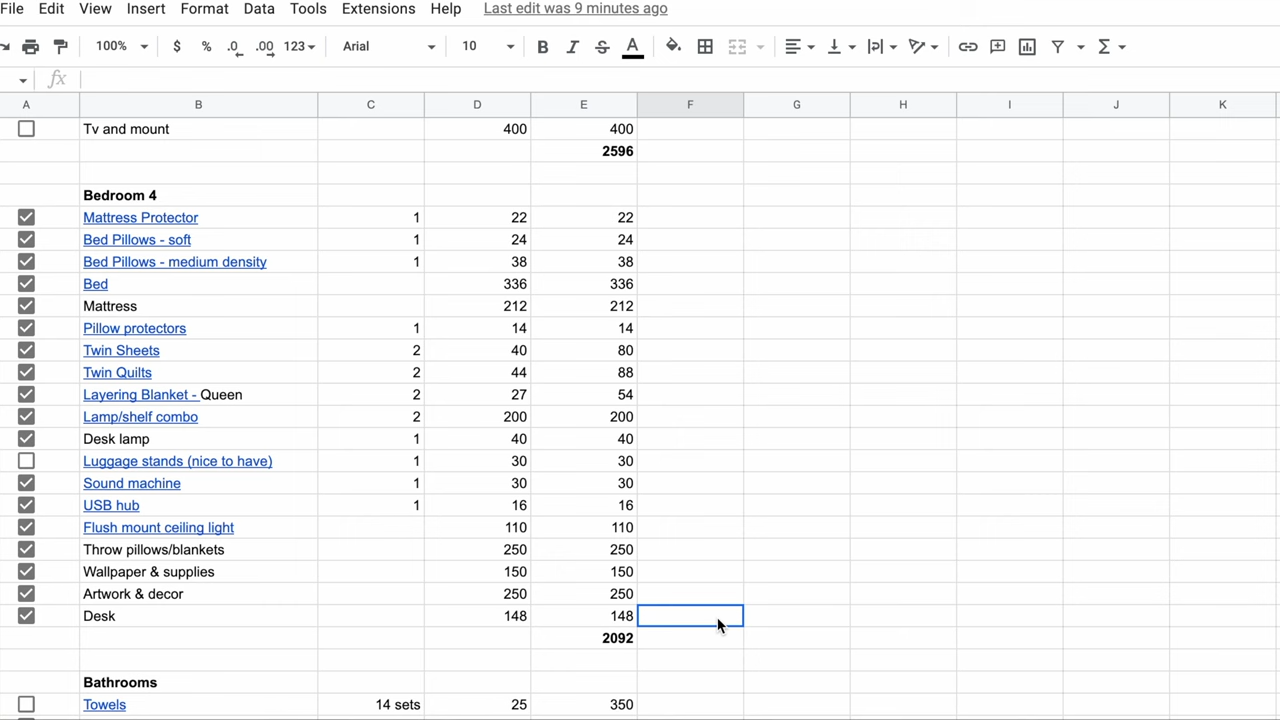 File Edit View Insert Format Data Tools Extensions Help Last edit was 9 minutes ago
100% $ % .0 .00 123 Arial 10 B I S A Σ
fx
A B C D E F G H I J K
Tv and mount 400 400
2596
Bedroom 4
Mattress Protector 1 22 22
Bed Pillows - soft 1 24 24
Bed Pillows - medium density 1 38 38
Bed 336 336
Mattress 212 212
Pillow protectors 1 14 14
Twin Sheets 2 40 80
Twin Quilts 2 44 88
Layering Blanket - Queen 2 27 54
Lamp/shelf combo 2 200 200
Desk lamp 1 40 40
Luggage stands (nice to have) 1 30 30
Sound machine 1 30 30
USB hub 1 16 16
Flush mount ceiling light 110 110
Throw pillows/blankets 250 250
Wallpaper & supplies 150 150
Artwork & decor 250 250
Desk 148 148
2092
Bathrooms
Towels 14 sets 25 350